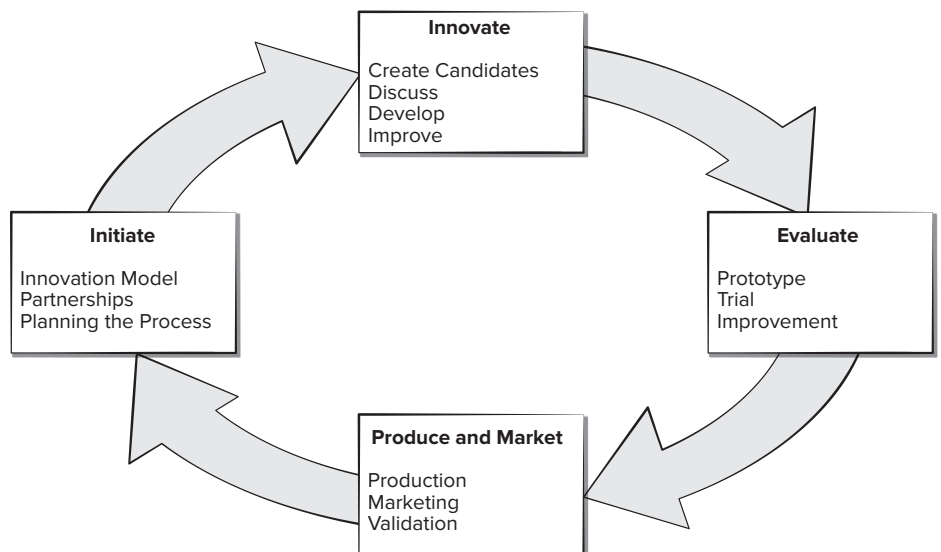 Innovate
Create Candidates
Discuss
Develop
Improve
Initiate
Innovation Model
Partnerships
Planning the Process
Evaluate
Prototype
Trial
Improvement
Produce and Market
Production
Marketing
Validation